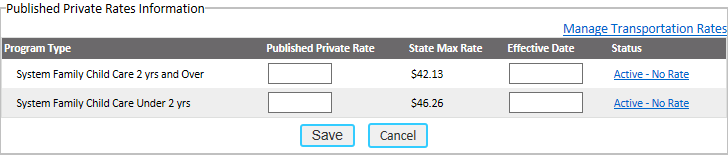 Published Private Rates Information
Manage Transportation Rates
Program Type Published Private Rate State Max Rate Effective Date Status
System Family Child Care 2 yrs and Over $42.13 Active - No Rate
System Family Child Care Under 2 yrs $46.26 Active - No Rate
Save Cancel